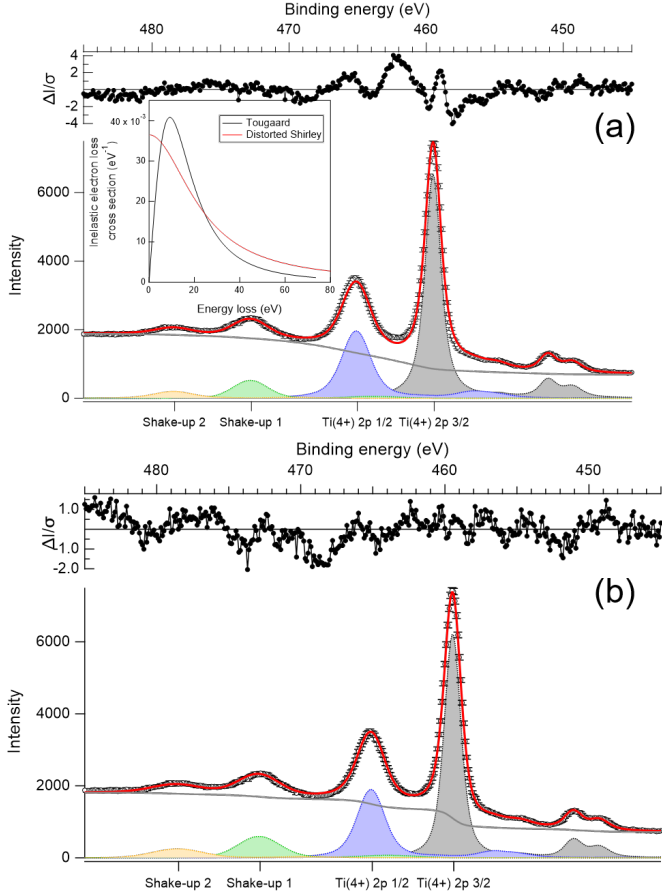 Binding energy (eV)
480 470 460 450
ΔI/σ
4
2
0
-2
-4
(a)
Intensity
6000
4000
2000
0
Inelastic electron loss
cross section (eV-1)
40 x 10-3
30
20
10
0
Tougaard
Distorted Shirley
0 20 40 60 80
Energy loss (eV)
Shake-up 2 Shake-up 1 Ti(4+) 2p 1/2 Ti(4+) 2p 3/2
Binding energy (eV)
480 470 460 450
ΔI/σ
1.0
0.0
-1.0
-2.0
(b)
Intensity
6000
4000
2000
0
Shake-up 2 Shake-up 1 Ti(4+) 2p 1/2 Ti(4+) 2p 3/2